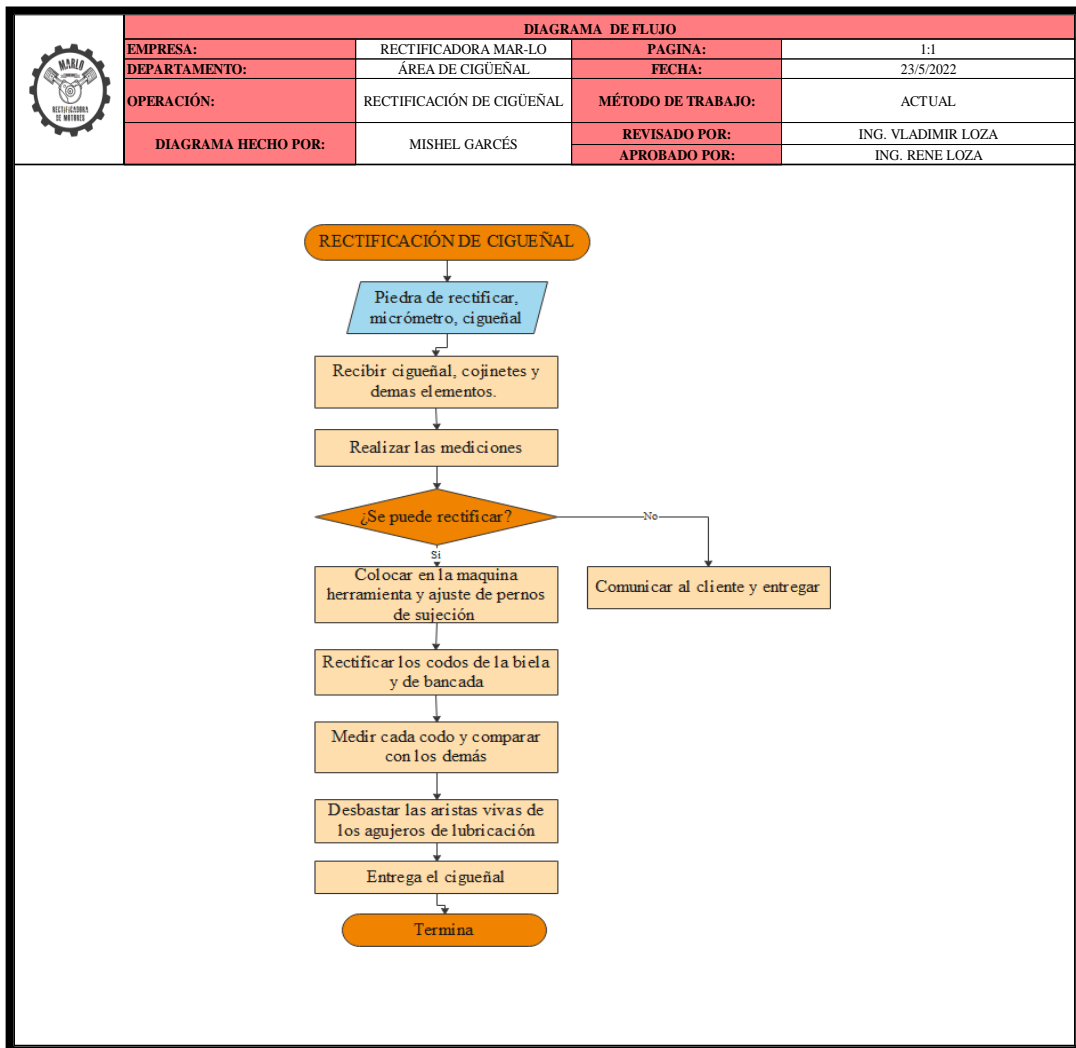 DIAGRAMA DE FLUJO
MARLO
RECTIFICADORA
DE MOTORES
EMPRESA: RECTIFICADORA MAR-LO PAGINA: 1:1
DEPARTAMENTO: ÁREA DE CIGÜEÑAL FECHA: 23/5/2022
OPERACIÓN: RECTIFICACIÓN DE CIGÜEÑAL MÉTODO DE TRABAJO: ACTUAL
DIAGRAMA HECHO POR: MISHEL GARCÉS
REVISADO POR: ING. VLADIMIR LOZA
APROBADO POR: ING. RENE LOZA
RECTIFICACIÓN DE CIGUEÑAL
Piedra de rectificar,
micrómetro, cigueñal
Recibir cigueñal, cojinetes y
demas elementos.
Realizar las mediciones
¿Se puede rectificar?
No
Si
Colocar en la maquina
herramienta y ajuste de pernos
de sujeción
Comunicar al cliente y entregar
Rectificar los codos de la biela
y de bancada
Medir cada codo y comparar
con los demás
Desbastar las aristas vivas de
los agujeros de lubricación
Entrega el cigueñal
Termina